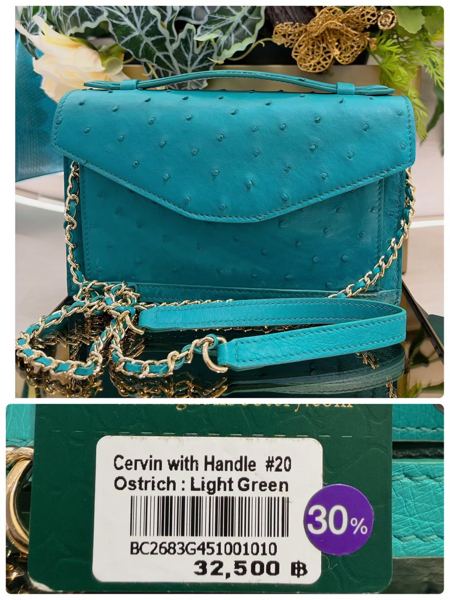 Cervin with Handle #20
Ostrich : Light Green
BC2683G451001010
32,500 ฿
30%